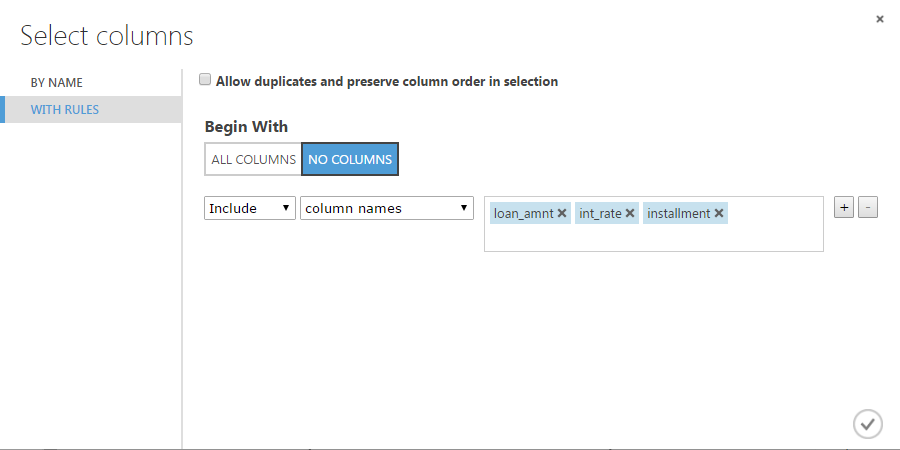 Select columns
BY NAME
WITH RULES
Allow duplicates and preserve column order in selection
Begin With
ALL COLUMNS NO COLUMNS
Include column names loan_amnt int_rate installment + -